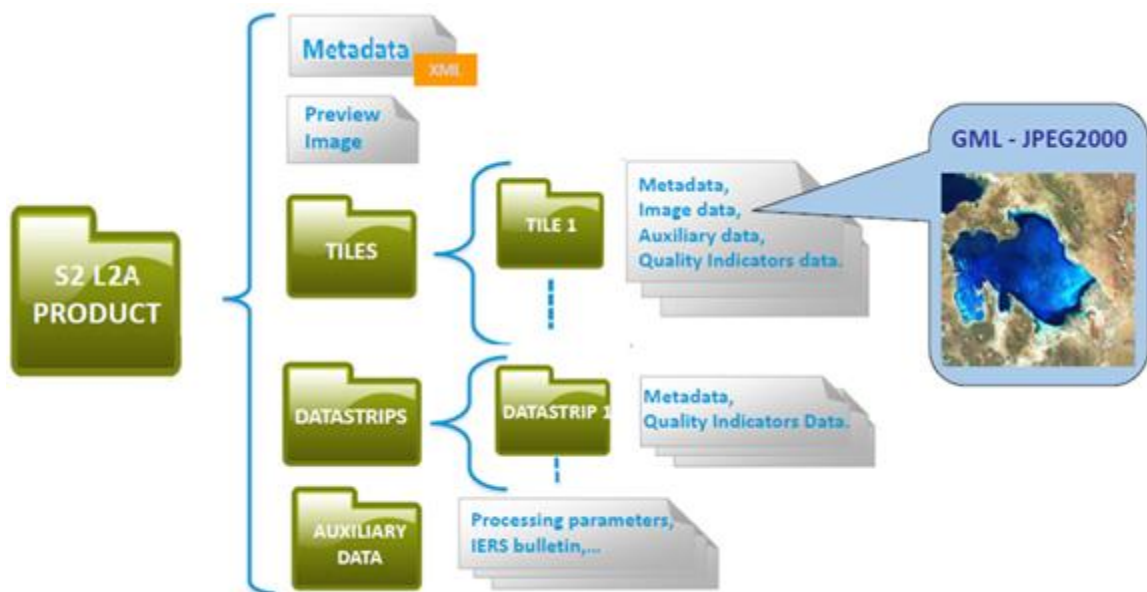 S2 L2A
PRODUCT
Metadata
XML
Preview
Image
TILES
TILE 1
Metadata,
Image data,
Auxiliary data,
Quality Indicators data.
GML - JPEG2000
DATASTRIPS
DATASTRIP 1
Metadata,
Quality Indicators Data.
AUXILIARY
DATA
Processing parameters,
IERS bulletin,...